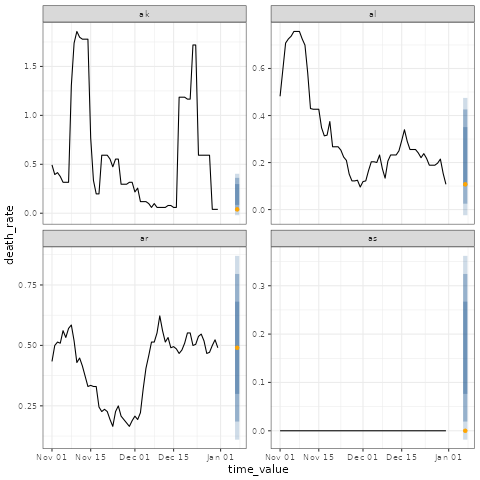 ak
al
1.5
1.0
0.5
0.0
0.6
0.4
0.2
0.0
ar
as
0.75
0.50
0.25
0.3
0.2
0.1
0.0
Nov 01 Nov 15 Dec 01 Dec 15 Jan 01
Nov 01 Nov 15 Dec 01 Dec 15 Jan 01
death_rate
time_value